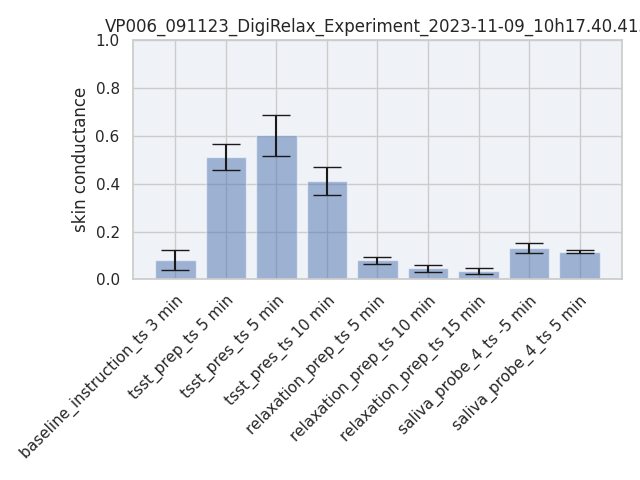 VP006_091123_DigiRelax_Experiment_2023-11-09_10h17.40.41
1.0
0.8
0.6
0.4
0.2
0.0
skin conductance
baseline_instruction_ts 3 min
tsst_prep_ts 5 min
tsst_pres_ts 5 min
tsst_pres_ts 10 min
relaxation_prep_ts 5 min
relaxation_prep_ts 10 min
relaxation_prep_ts 15 min
saliva_probe_4_ts -5 min
saliva_probe_4_ts 5 min